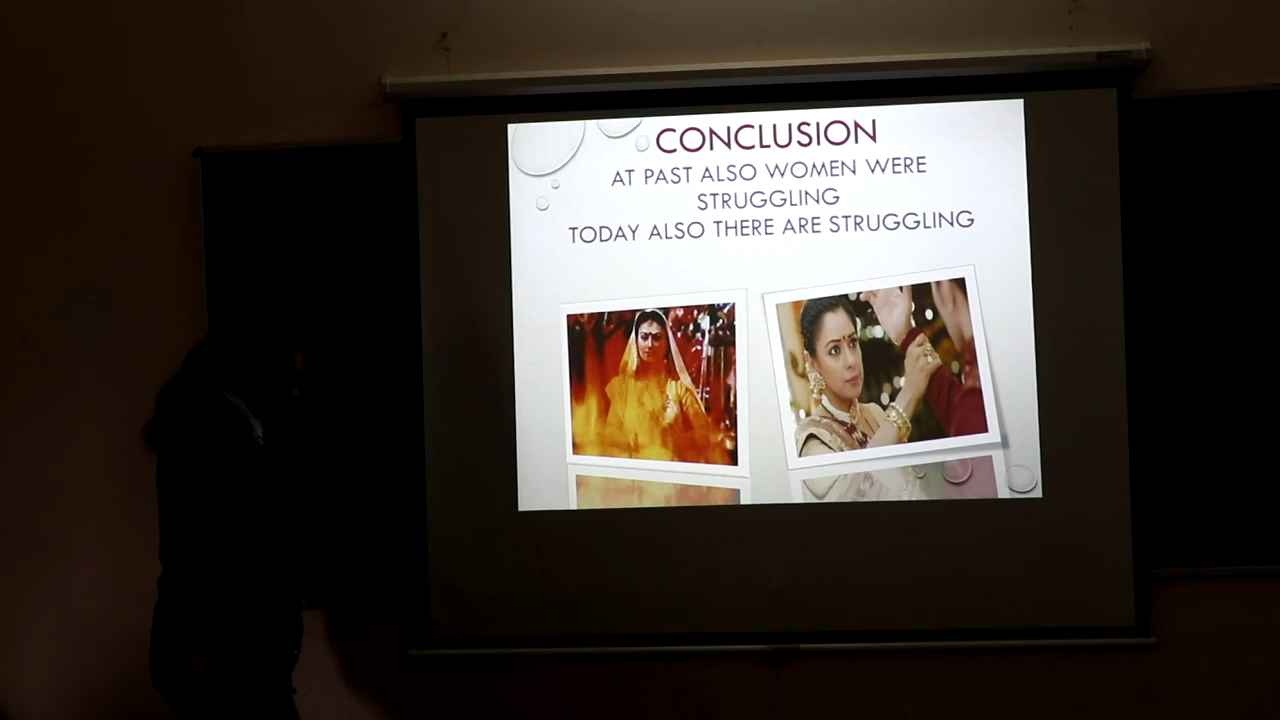 CONCLUSION
AT PAST ALSO WOMEN WERE
STRUGGLING
TODAY ALSO THERE ARE STRUGGLING